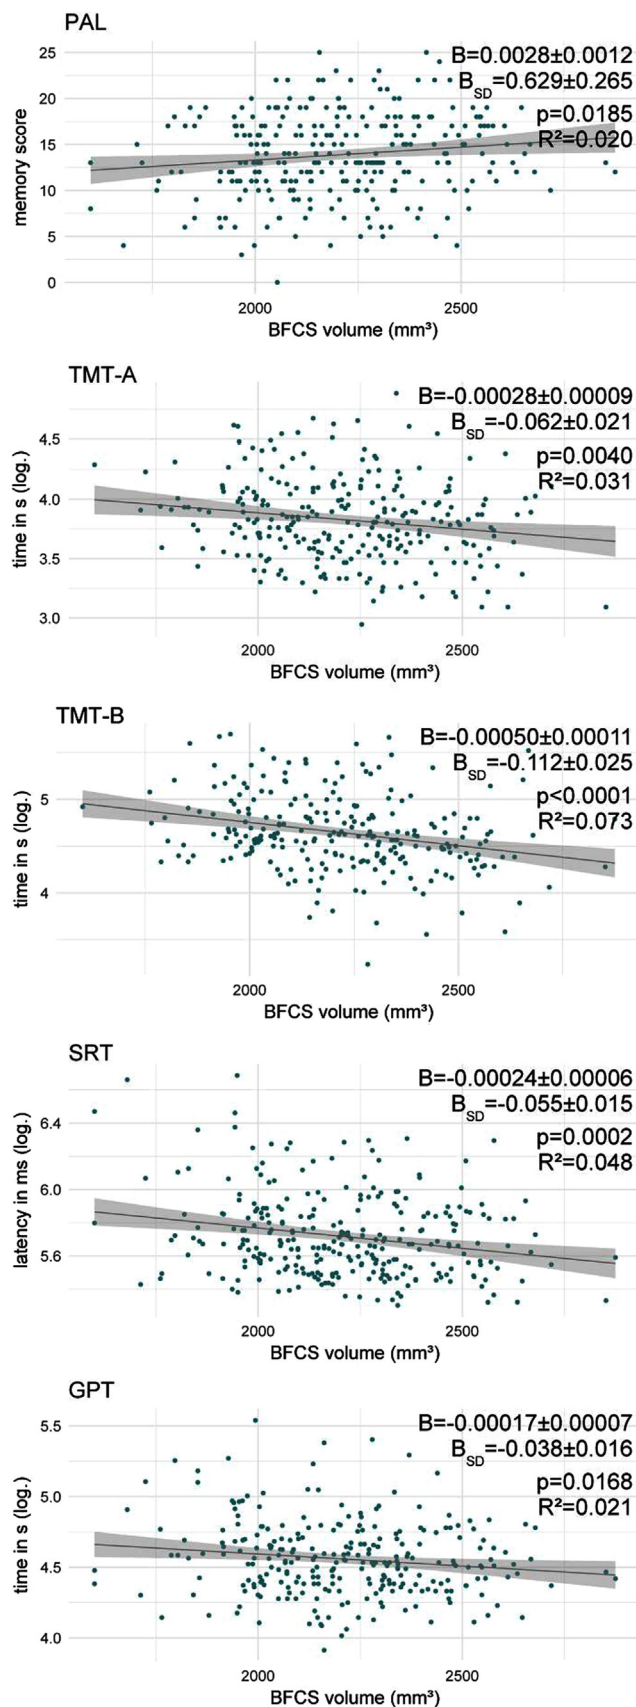 PAL
B=0.0028±0.0012
B_SD=0.629±0.265
p=0.0185
R²=0.020
25
20
15
10
5
0
memory score
2000 2500
BFCS volume (mm³)
TMT-A
B=-0.00028±0.00009
B_SD=-0.062±0.021
p=0.0040
R²=0.031
4.5
4.0
3.5
3.0
time in s (log.)
2000 2500
BFCS volume (mm³)
TMT-B
B=-0.00050±0.00011
B_SD=-0.112±0.025
p<0.0001
R²=0.073
5
4
time in s (log.)
2000 2500
BFCS volume (mm³)
SRT
B=-0.00024±0.00006
B_SD=-0.055±0.015
p=0.0002
R²=0.048
6.4
6.0
5.6
latency in ms (log.)
2000 2500
BFCS volume (mm³)
GPT
B=-0.00017±0.00007
B_SD=-0.038±0.016
p=0.0168
R²=0.021
5.5
5.0
4.5
4.0
time in s (log.)
2000 2500
BFCS volume (mm³)